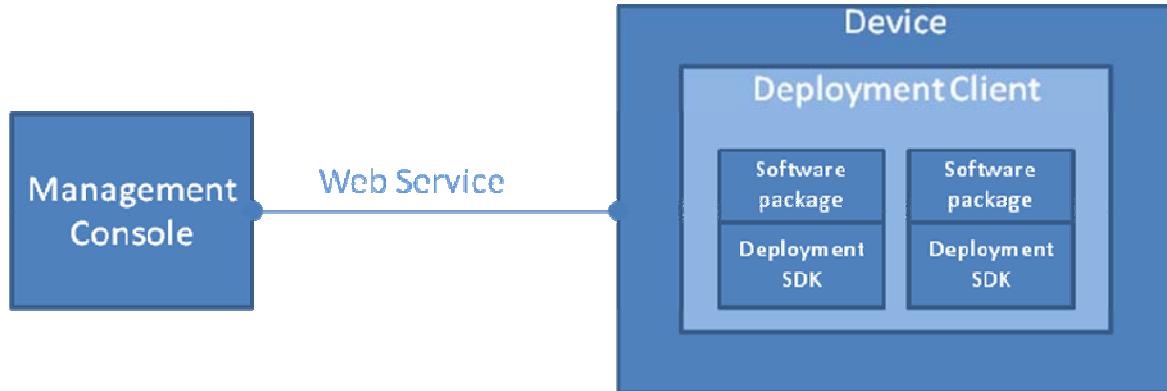 Device
Deployment Client
Management
Console
Web Service
Software
package
Deployment
SDK
Software
package
Deployment
SDK